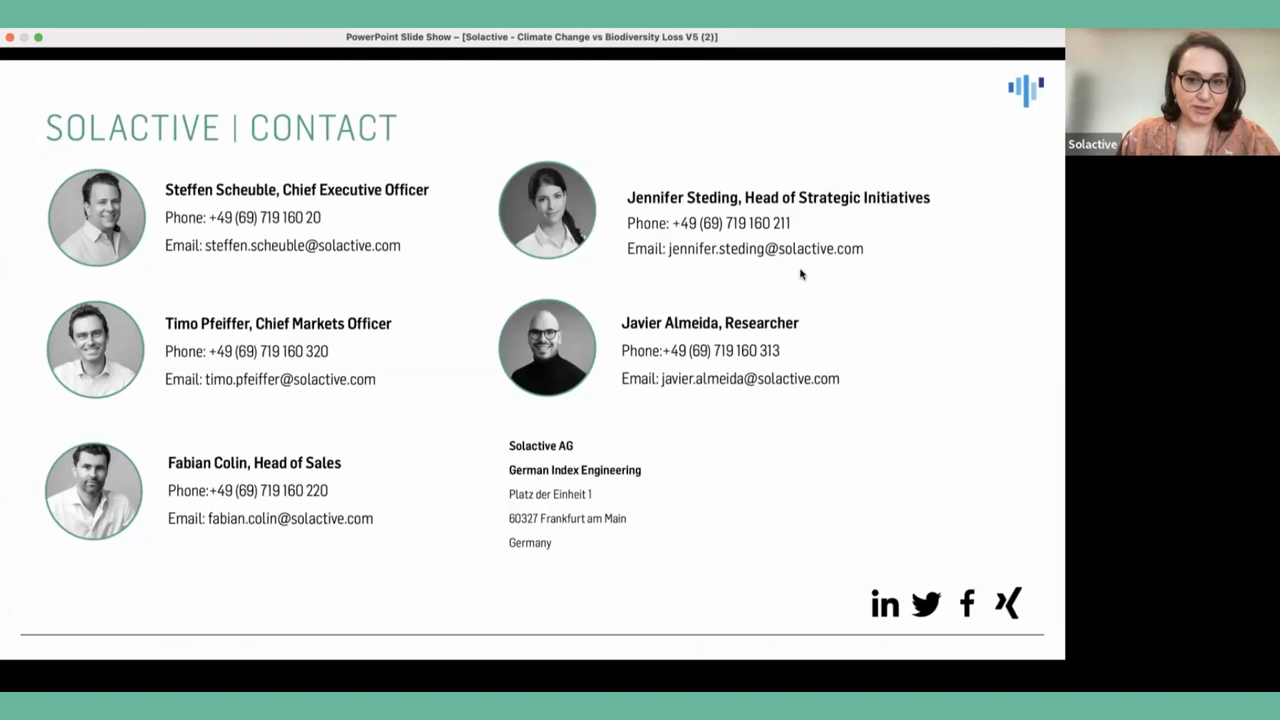 PowerPoint Slide Show – [Solactive - Climate Change vs Biodiversity Loss V5 (2)]
SOLACTIVE | CONTACT
Steffen Scheuble, Chief Executive Officer
Phone: +49 (69) 719 160 20
Email: steffen.scheuble@solactive.com
Jennifer Steding, Head of Strategic Initiatives
Phone: +49 (69) 719 160 211
Email: jennifer.steding@solactive.com
Timo Pfeiffer, Chief Markets Officer
Phone: +49 (69) 719 160 320
Email: timo.pfeiffer@solactive.com
Javier Almeida, Researcher
Phone:+49 (69) 719 160 313
Email: javier.almeida@solactive.com
Fabian Colin, Head of Sales
Phone:+49 (69) 719 160 220
Email: fabian.colin@solactive.com
Solactive AG
German Index Engineering
Platz der Einheit 1
60327 Frankfurt am Main
Germany
in
Solactive